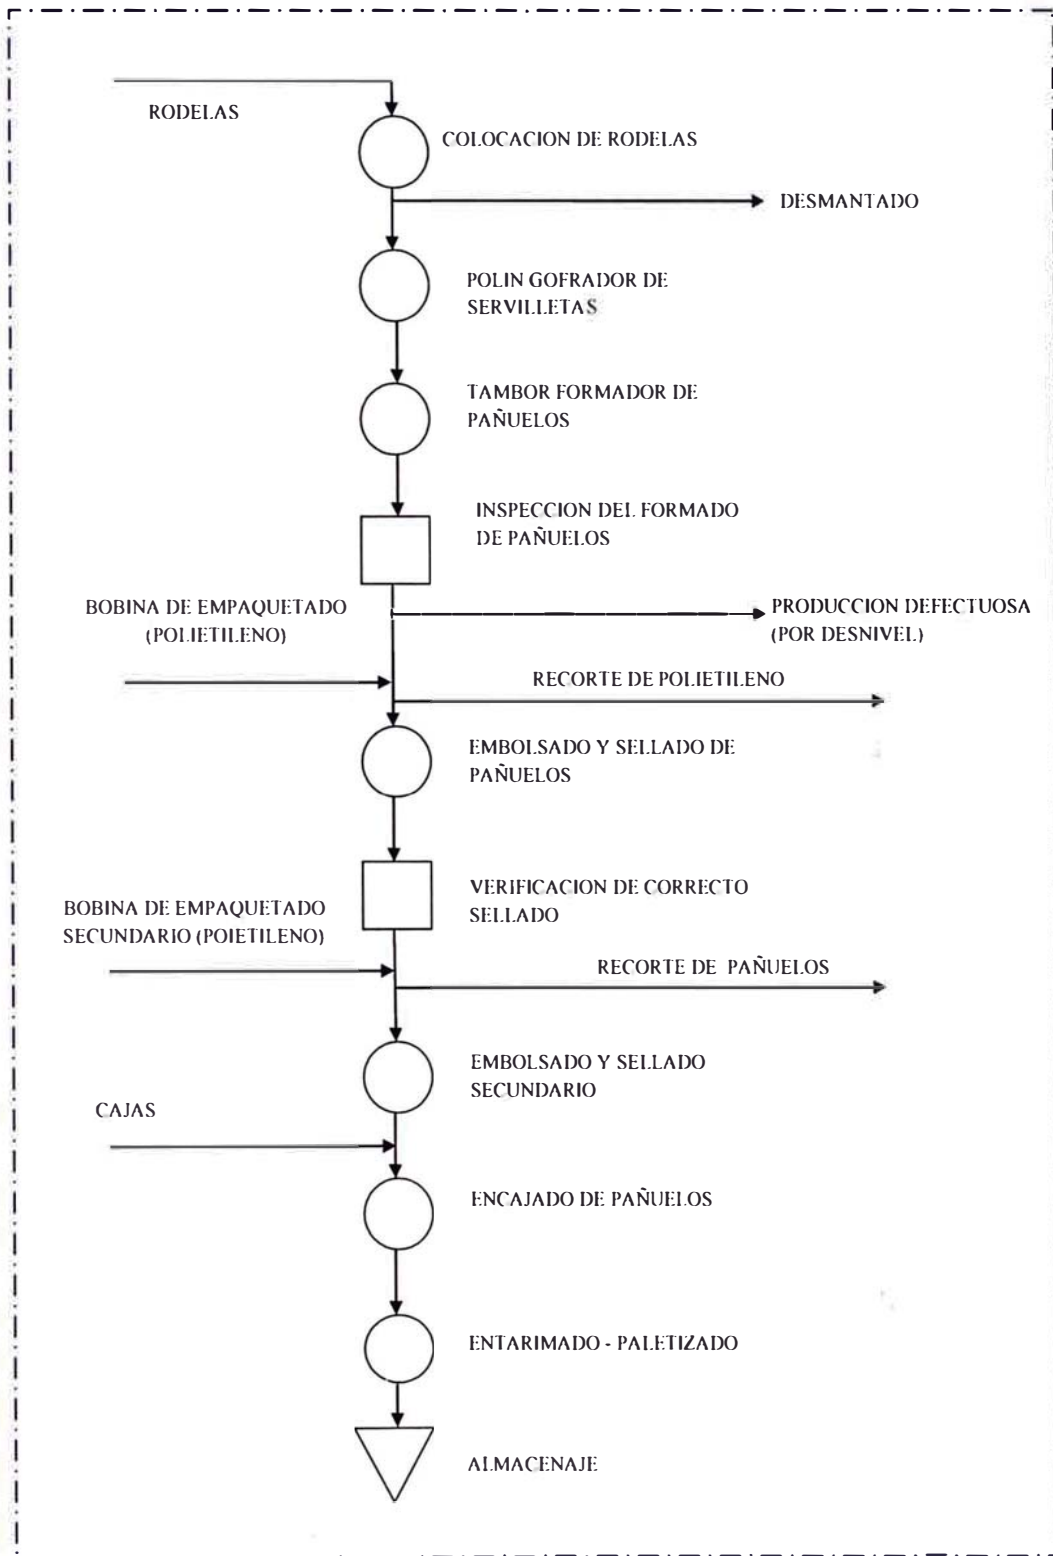 RODELAS
COLOCACION DE RODELAS
DESMANTADO
POLIN GOFRADOR DE
SERVILLETAS
TAMBOR FORMADOR DE
PAÑUELOS
INSPECCION DEL FORMADO
DE PAÑUELOS
BOBINA DE EMPAQUETADO
(POLIETILENO)
PRODUCCION DEFECTUOSA
(POR DESNIVEL)
RECORTE DE POLIETILENO
EMBOLSADO Y SELLADO DE
PAÑUELOS
VERIFICACION DE CORRECTO
SELLADO
BOBINA DE EMPAQUETADO
SECUNDARIO (POIETILENO)
RECORTE DE PAÑUELOS
EMBOLSADO Y SELLADO
SECUNDARIO
CAJAS
ENCAJADO DE PAÑUELOS
ENTARIMADO - PALETIZADO
ALMACENAJE